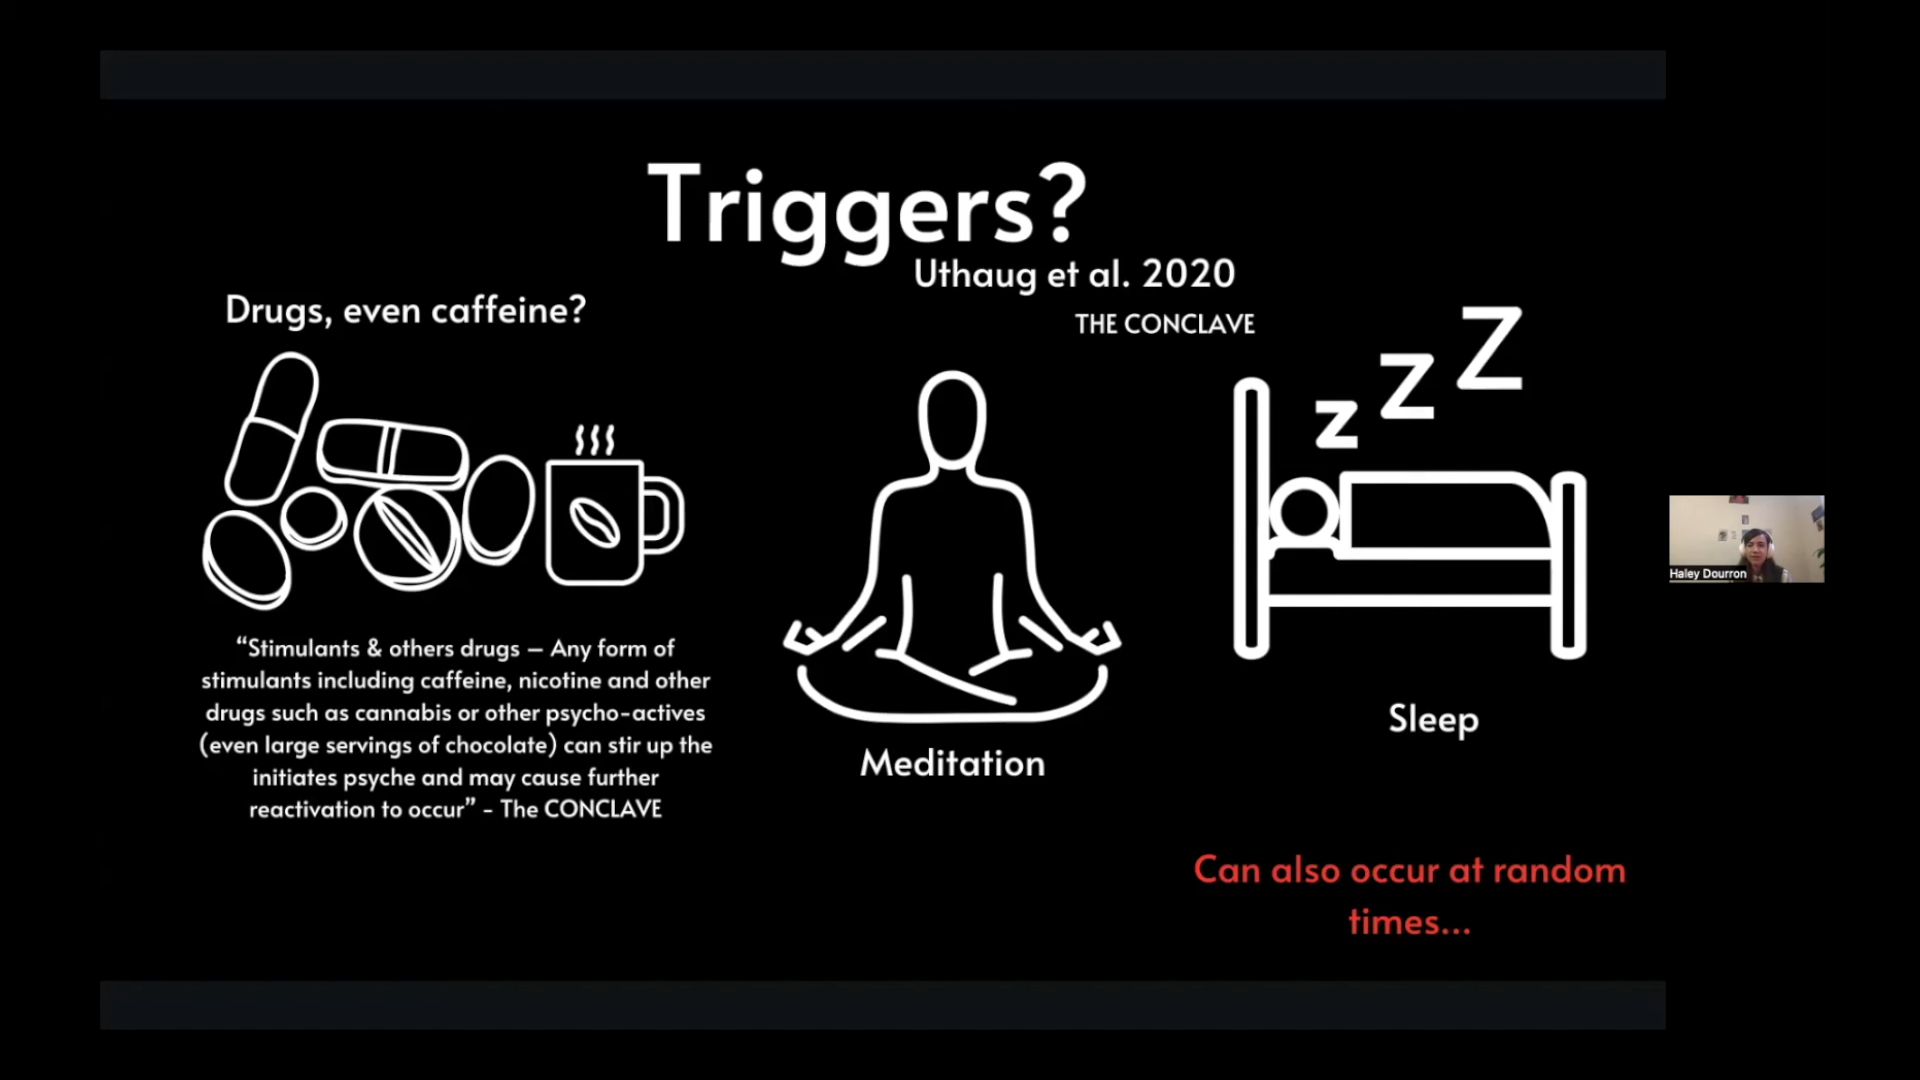 Triggers?
Uthaug et al. 2020
THE CONCLAVE
Drugs, even caffeine?
“Stimulants & others drugs – Any form of
stimulants including caffeine, nicotine and other
drugs such as cannabis or other psycho-actives
(even large servings of chocolate) can stir up the
initiates psyche and may cause further
reactivation to occur” - The CONCLAVE
Meditation
z Z Z
Sleep
Can also occur at random
times...
Haley Dourron